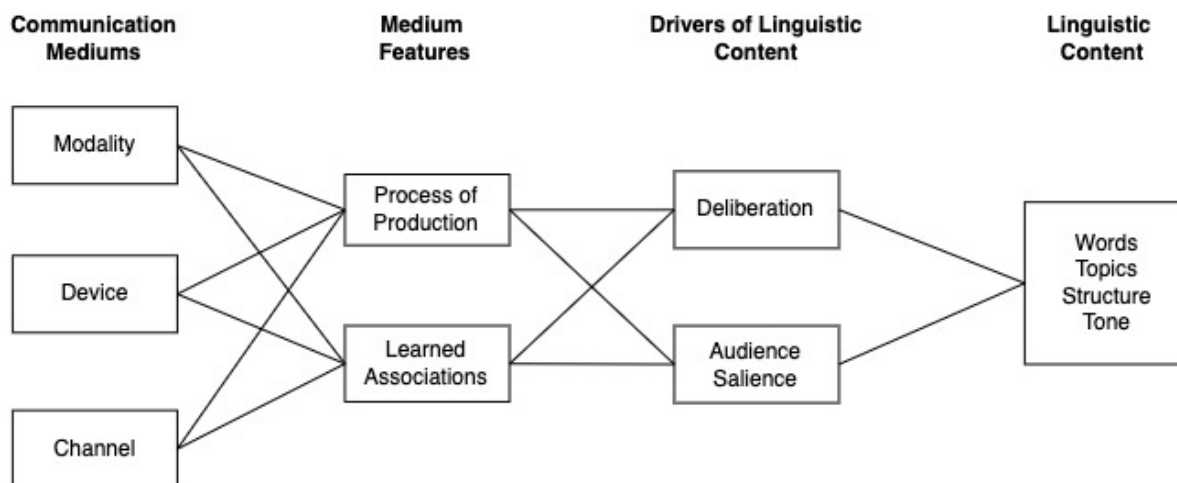 Communication
Mediums
Medium
Features
Drivers of Linguistic
Content
Linguistic
Content
Modality
Device
Channel
Process of
Production
Learned
Associations
Deliberation
Audience
Salience
Words
Topics
Structure
Tone